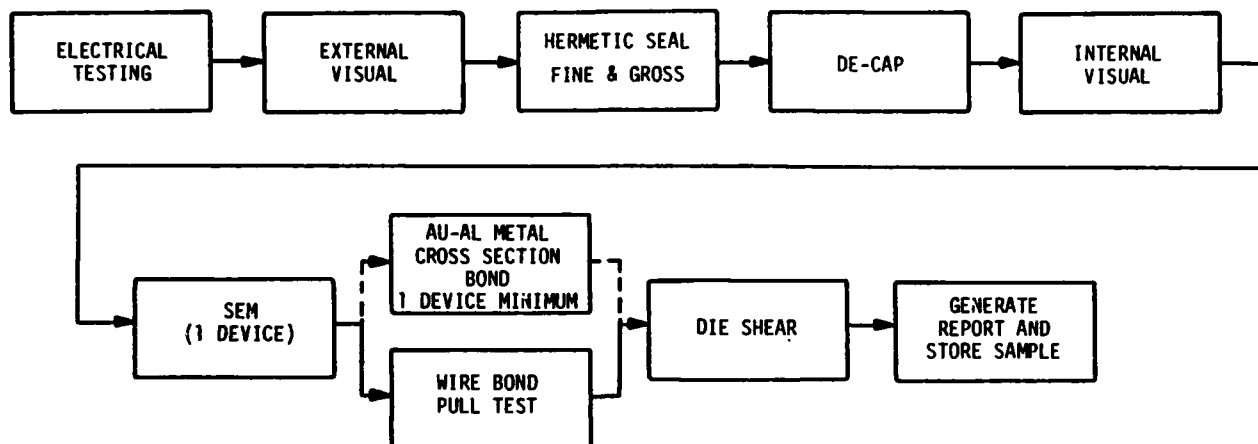 ELECTRICAL
TESTING
EXTERNAL
VISUAL
HERMETIC SEAL
FINE & GROSS
DE-CAP
INTERNAL
VISUAL
SEM
(1 DEVICE)
AU-AL METAL
CROSS SECTION
BOND
1 DEVICE MINIMUM
WIRE BOND
PULL TEST
DIE SHEAR
GENERATE
REPORT AND
STORE SAMPLE